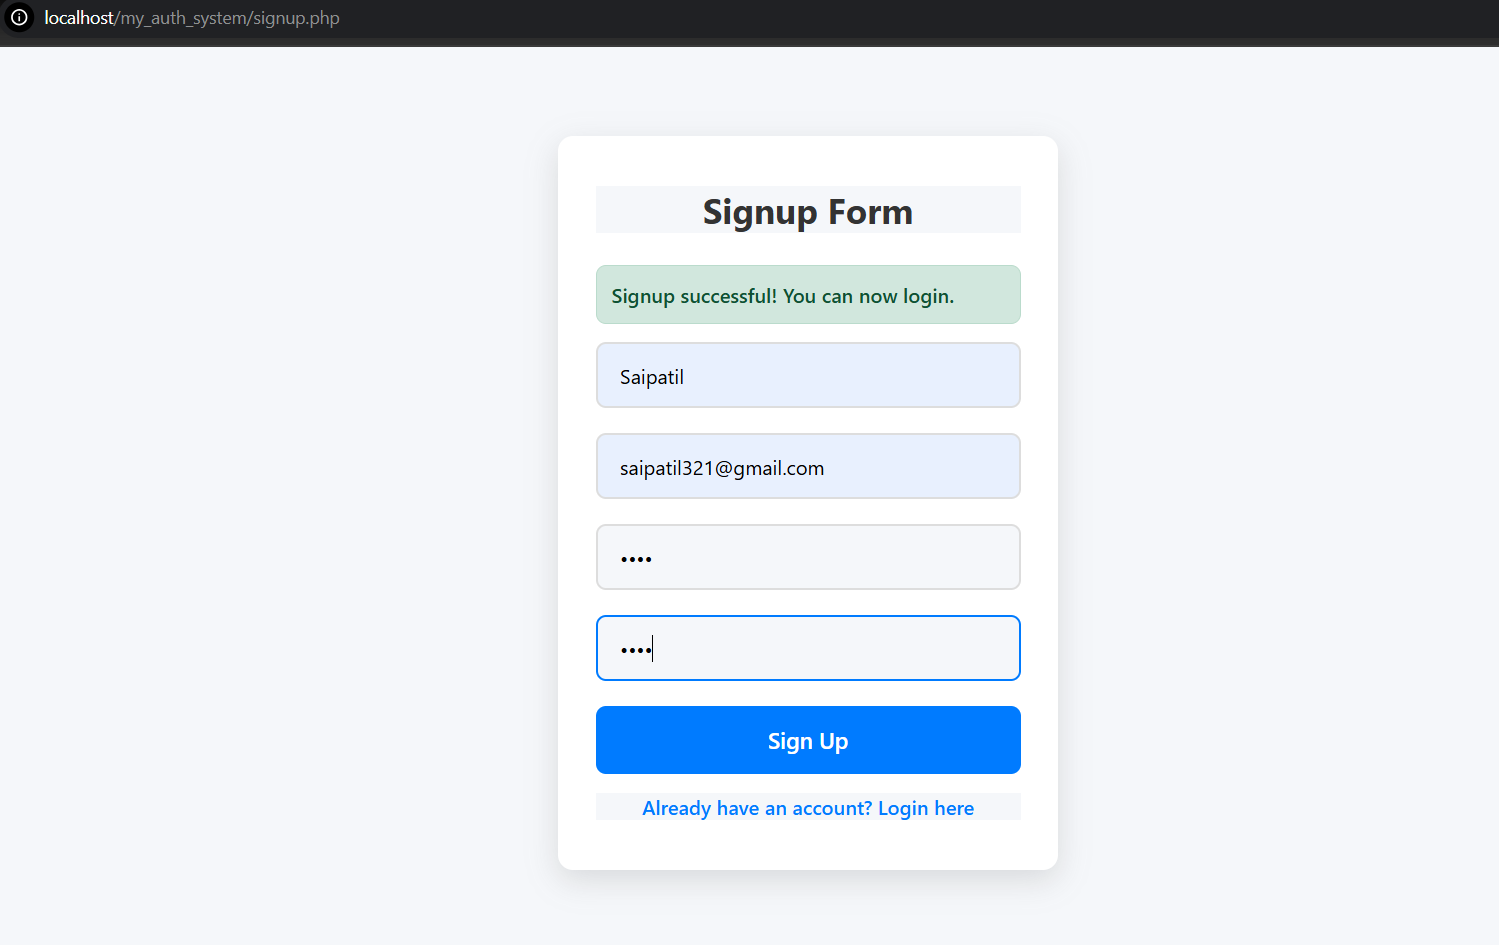 localhost/my_auth_system/signup.php
Signup Form
Signup successful! You can now login.
Saipatil
saipatil321@gmail.com
••••
••••
Sign Up
Already have an account? Login here